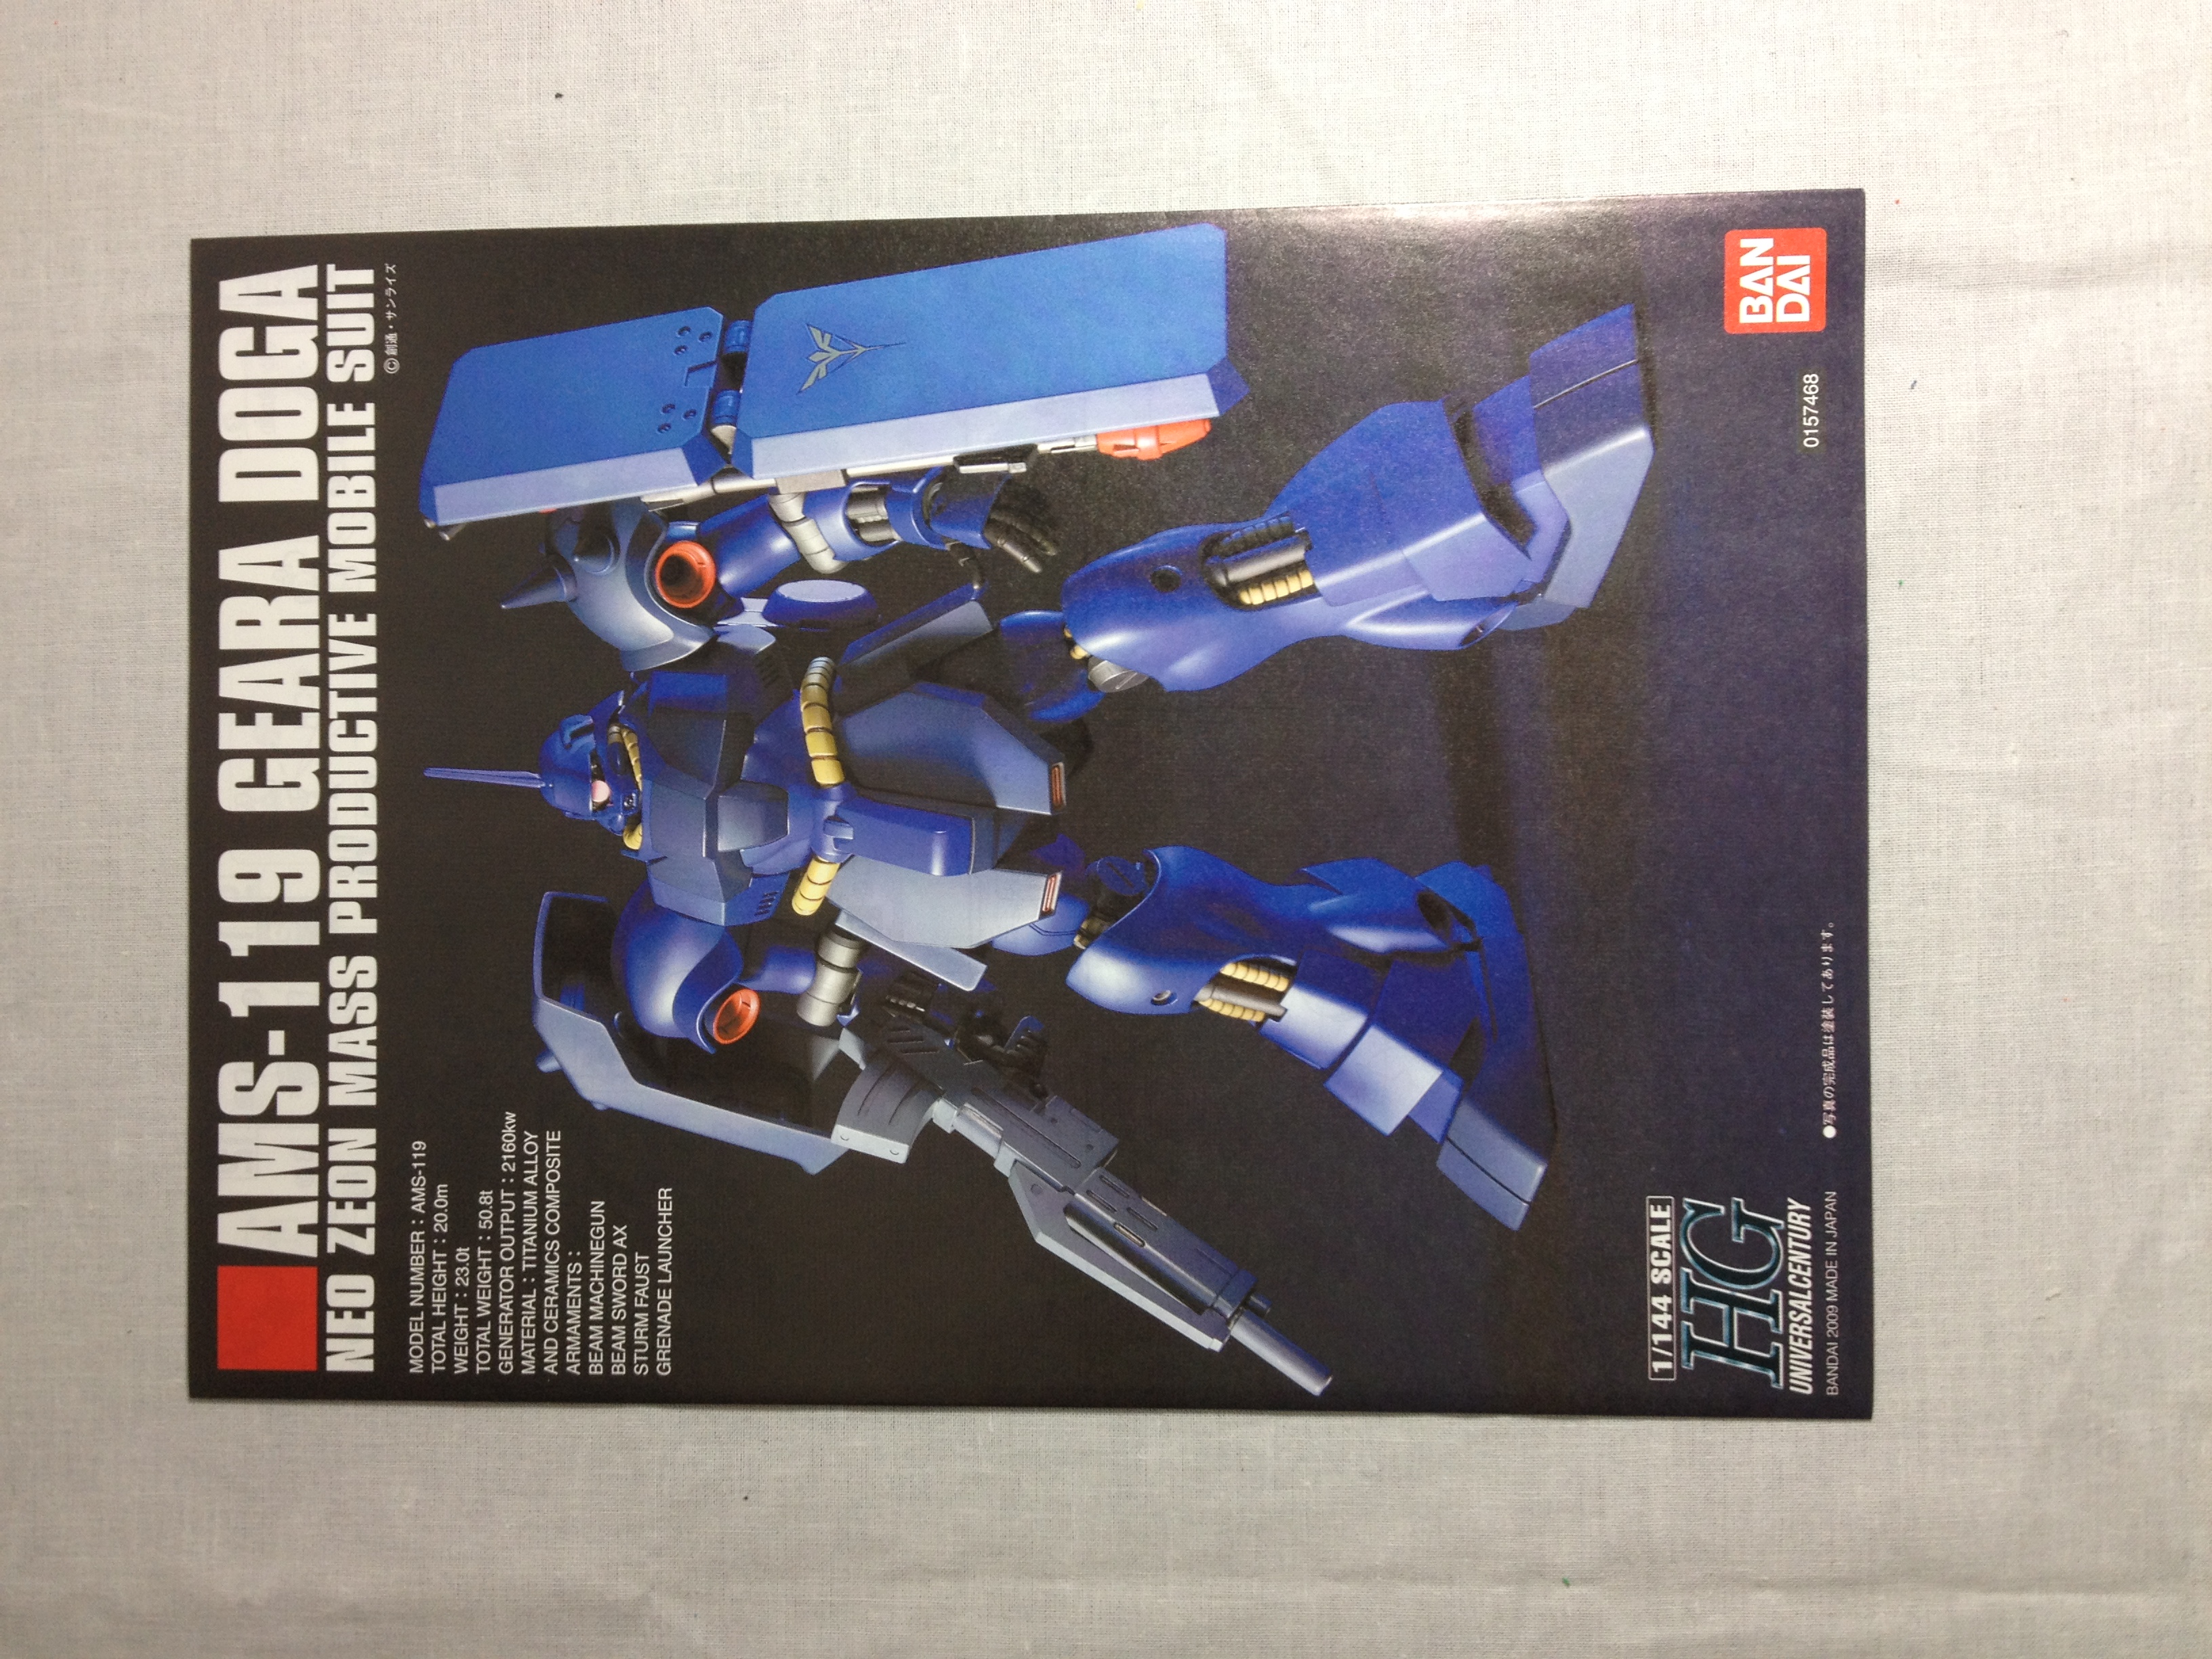 AMS-119 GEARA DOGA
NEO ZEON MASS PRODUCTIVE MOBILE SUIT
©創通・サンライズ
MODEL NUMBER：AMS-119
TOTAL HEIGHT：20.0m
WEIGHT：23.0t
TOTAL WEIGHT：50.8t
GENERATOR OUTPUT：2160kw
MATERIAL：TITANIUM ALLOY
AND CERAMICS COMPOSITE
ARMAMENTS：
BEAM MACHINEGUN
BEAM SWORD AX
STURM FAUST
GRENADE LAUNCHER
1/144 SCALE
HG
UNIVERSAL CENTURY
BANDAI 2009 MADE IN JAPAN
●写真の完成品は塗装してあります。
0157468
BAN
DAI